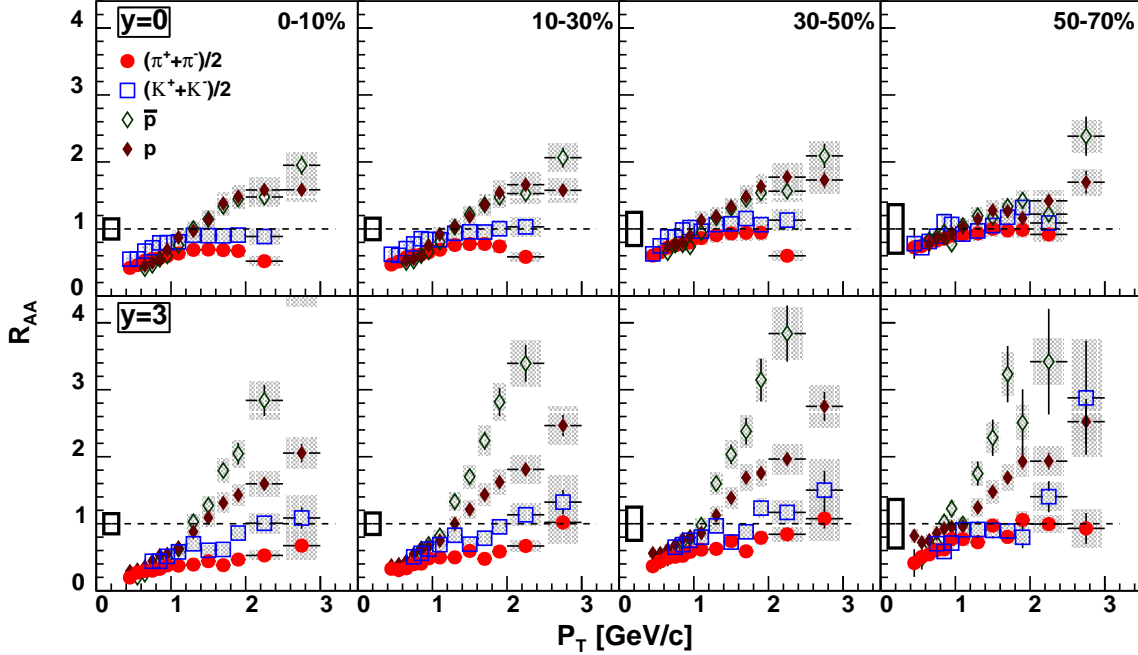 4
3
2
1
0
y=0
0-10%
(π⁺+π⁻)/2
(K⁺+K⁻)/2
p̅
p
10-30%
30-50%
50-70%
R_AA
4
3
2
1
0
y=3
0 1 2 3
0 1 2 3
0 1 2 3
0 1 2 3
P_T [GeV/c]